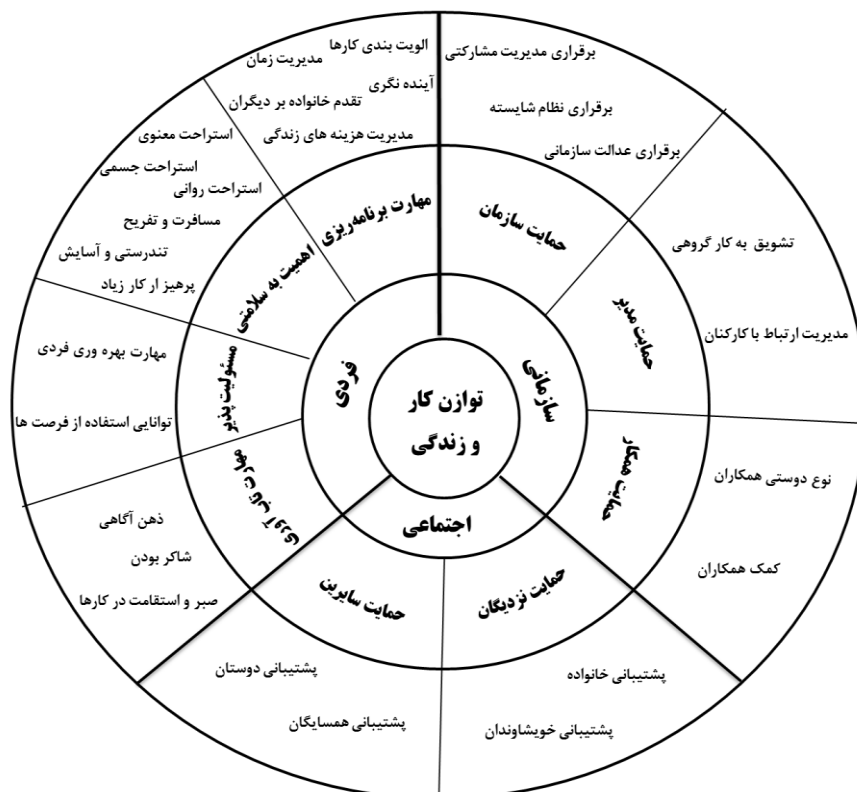 توازن کار
و زندگی
سازمانی
حمایت سازمان
برقراری مدیریت مشارکتی
برقراری نظام شایسته
برقراری عدالت سازمانی
حمایت مدیر
تشویق به کار گروهی
مدیریت ارتباط با کارکنان
حمایت همکار
نوع دوستی همکاران
کمک همکاران
اجتماعی
حمایت نزدیگان
پشتیبانی خانواده
پشتیبانی خویشاوندان
حمایت سایرین
پشتیبانی دوستان
پشتیبانی همسایگان
فردی
مهارت برنامه‌ریزی
الویت بندی کارها
مدیریت زمان
آینده نگری
تقدم خانواده بر دیگران
مدیریت هزینه های زندگی
اهمیت به سلامتی
استراحت معنوی
استراحت جسمی
استراحت روانی
مسافرت و تفریح
تندرستی و آسایش
پرهیز ار کار زیاد
مسئولیت پذیر
مهارت بهره وری فردی
توانایی استفاده از فرصت ها
مهارت تاب آوری
ذهن آگاهی
شاکر بودن
صبر و استقامت در کارها